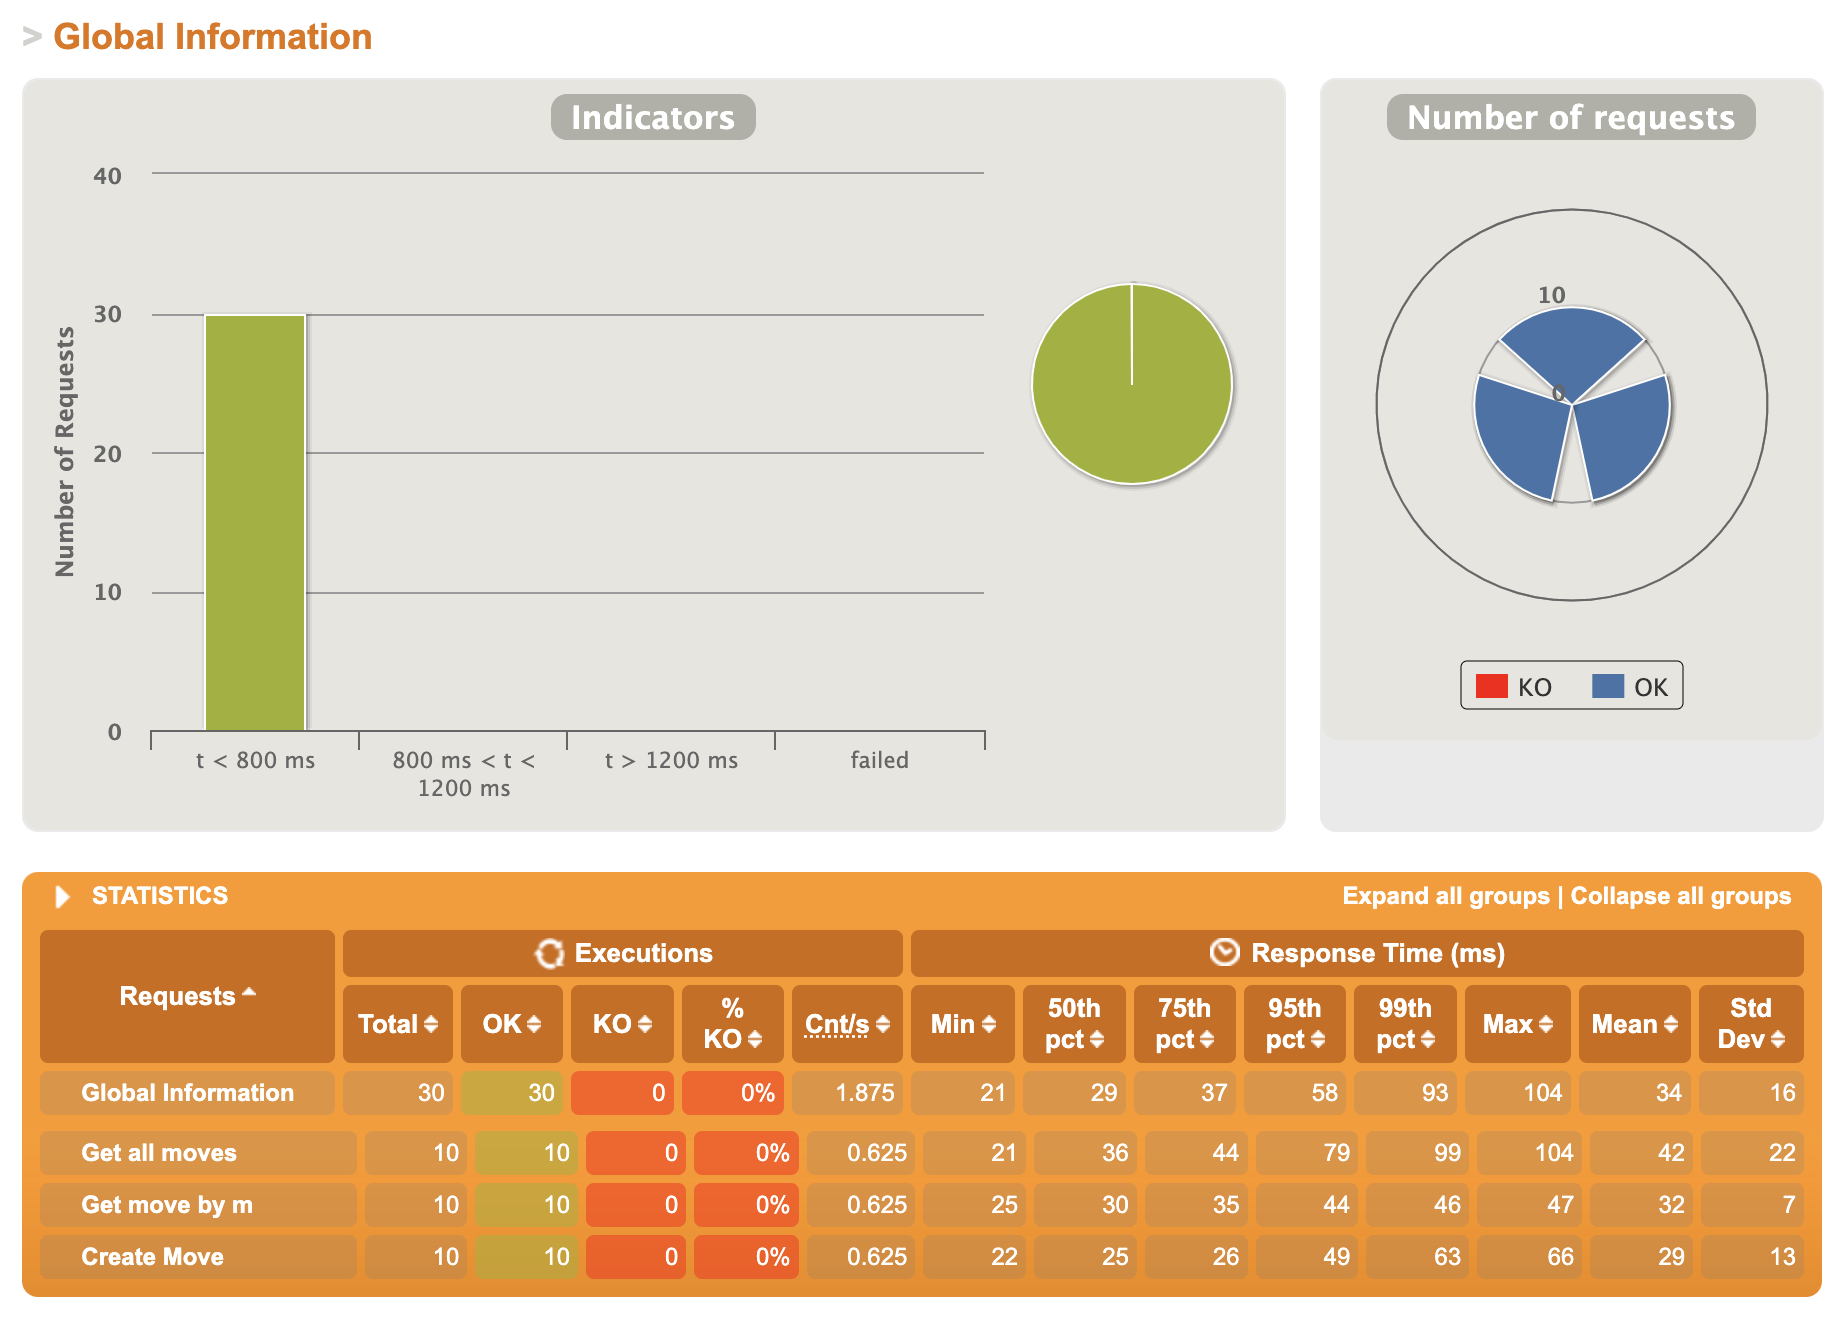 > Global Information
Indicators
Number of Requests
40
30
20
10
0
t < 800 ms
800 ms < t <
1200 ms
t > 1200 ms
failed
Number of requests
10
0
KO OK
STATISTICS
Expand all groups | Collapse all groups
Requests
Executions
Response Time (ms)
Total OK KO % KO Cnt/s Min 50th pct 75th pct 95th pct 99th pct Max Mean Std Dev
Global Information 30 30 0 0% 1.875 21 29 37 58 93 104 34 16
Get all moves 10 10 0 0% 0.625 21 36 44 79 99 104 42 22
Get move by m 10 10 0 0% 0.625 25 30 35 44 46 47 32 7
Create Move 10 10 0 0% 0.625 22 25 26 49 63 66 29 13